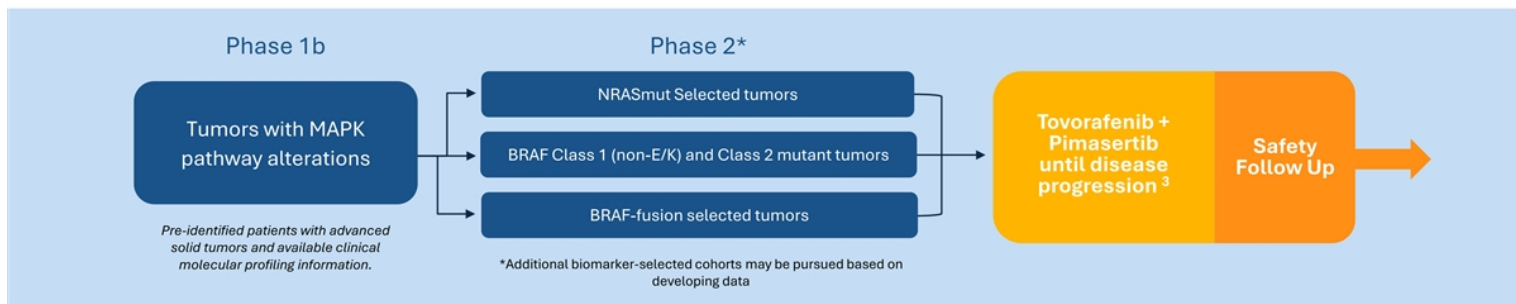 Phase 1b
Phase 2*
Tumors with MAPK
pathway alterations
Pre-identified patients with advanced
solid tumors and available clinical
molecular profiling information.
NRASmut Selected tumors
BRAF Class 1 (non-E/K) and Class 2 mutant tumors
BRAF-fusion selected tumors
*Additional biomarker-selected cohorts may be pursued based on
developing data
Tovorafenib +
Pimasertib
until disease
progression ³
Safety
Follow Up